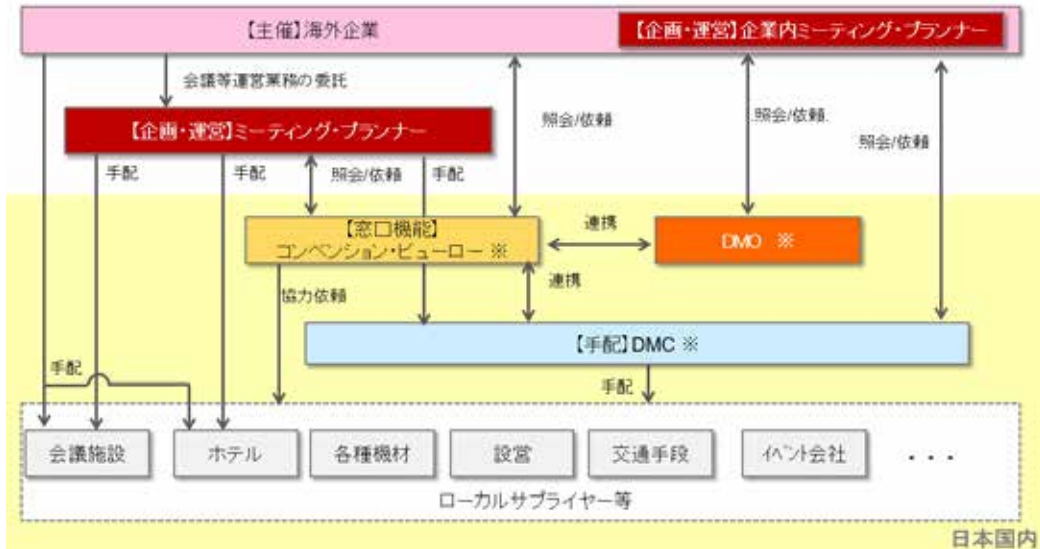 【主催】海外企業
【企画・運営】企業内ミーティング・プランナー
会議等運営業務の委託
【企画・運営】ミーティング・プランナー
照会/依頼
照会/依頼
照会/依頼
手配
手配
照会/依頼
手配
【窓口機能】
コンベンション・ビューロー ※
連携
DMO ※
協力依頼
連携
【手配】DMC ※
手配
手配
会議施設
ホテル
各種機材
設営
交通手段
イベント会社
・・・
ローカルサプライヤー等
日本国内